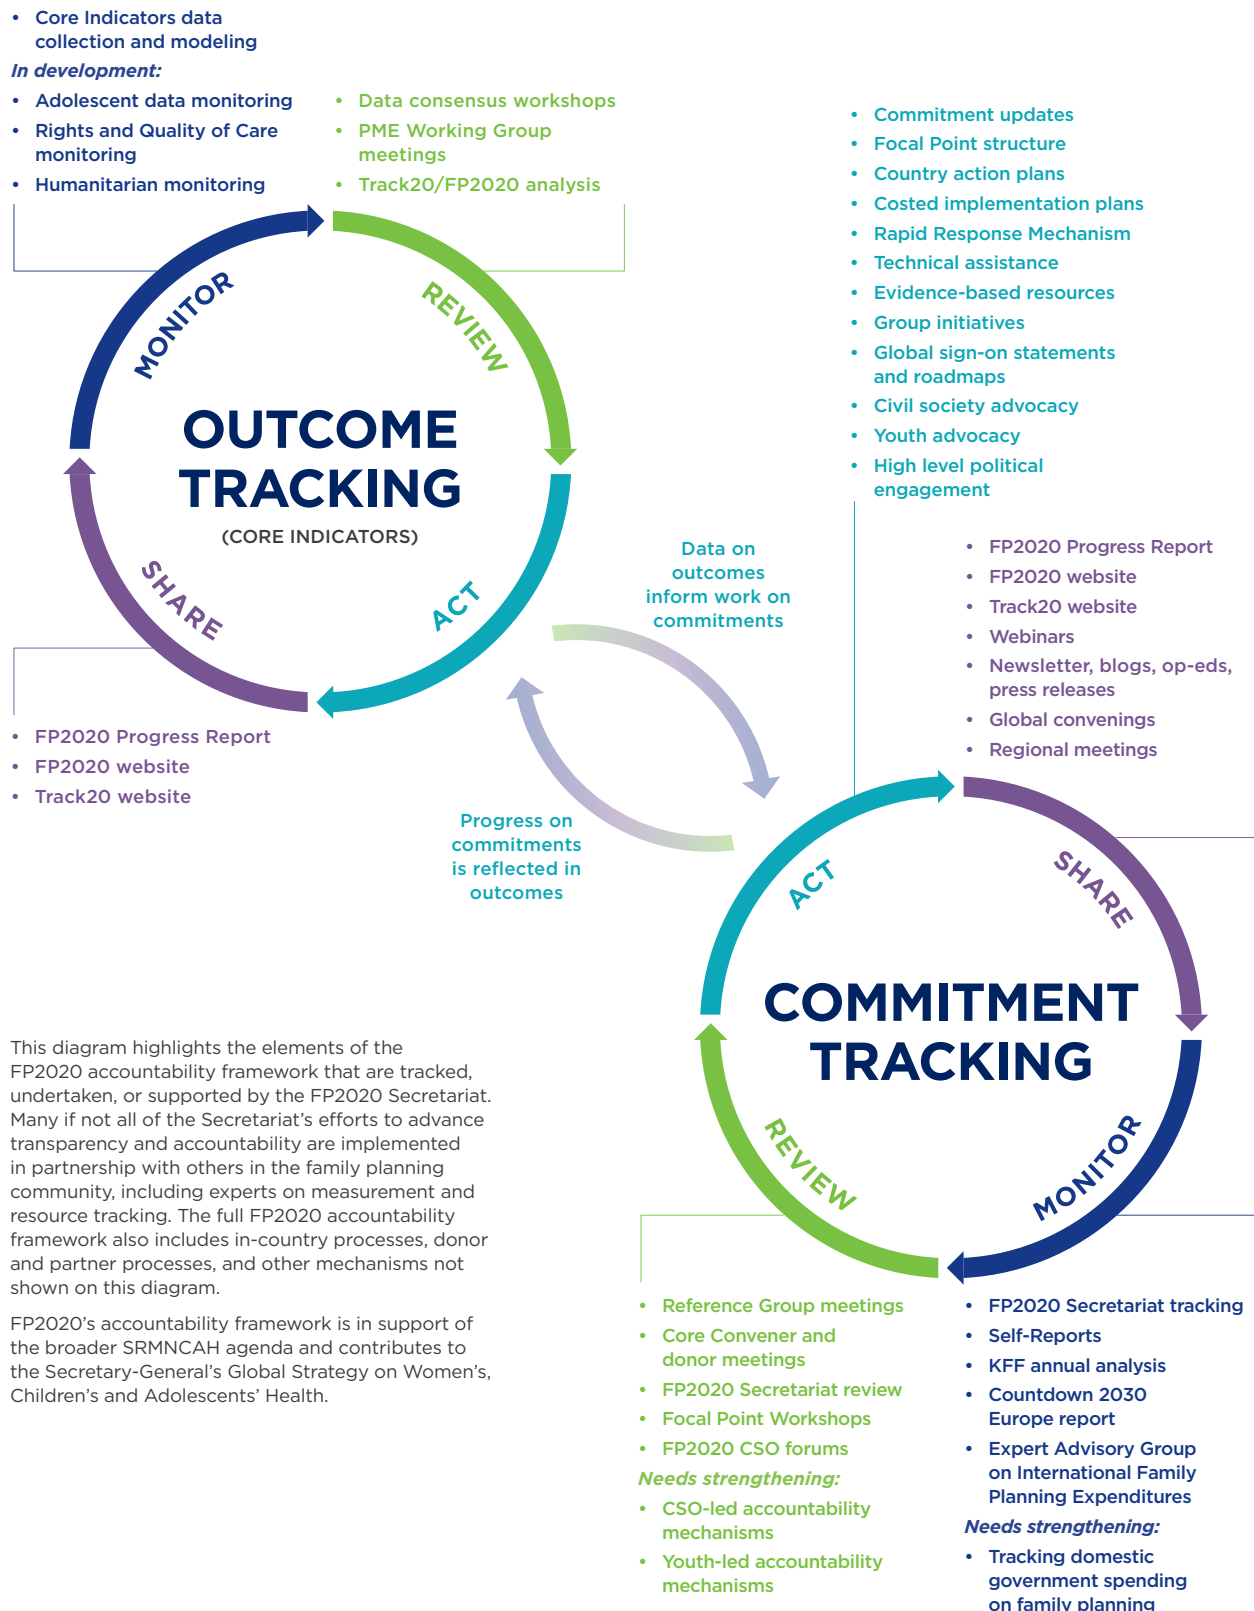 • Core Indicators data
collection and modeling
In development:
• Adolescent data monitoring
• Rights and Quality of Care
monitoring
• Humanitarian monitoring
• Data consensus workshops
• PME Working Group
meetings
• Track20/FP2020 analysis
MONITOR
REVIEW
OUTCOME
TRACKING
(CORE INDICATORS)
SHARE
ACT
• FP2020 Progress Report
• FP2020 website
• Track20 website
Data on
outcomes
inform work on
commitments
Progress on
commitments
is reflected in
outcomes
• Commitment updates
• Focal Point structure
• Country action plans
• Costed implementation plans
• Rapid Response Mechanism
• Technical assistance
• Evidence-based resources
• Group initiatives
• Global sign-on statements
and roadmaps
• Civil society advocacy
• Youth advocacy
• High level political
engagement
• FP2020 Progress Report
• FP2020 website
• Track20 website
• Webinars
• Newsletter, blogs, op-eds,
press releases
• Global convenings
• Regional meetings
ACT
SHARE
COMMITMENT
TRACKING
REVIEW
MONITOR
This diagram highlights the elements of the
FP2020 accountability framework that are tracked,
undertaken, or supported by the FP2020 Secretariat.
Many if not all of the Secretariat’s efforts to advance
transparency and accountability are implemented
in partnership with others in the family planning
community, including experts on measurement and
resource tracking. The full FP2020 accountability
framework also includes in-country processes, donor
and partner processes, and other mechanisms not
shown on this diagram.
FP2020’s accountability framework is in support of
the broader SRMNCAH agenda and contributes to
the Secretary-General’s Global Strategy on Women’s,
Children’s and Adolescents’ Health.
• Reference Group meetings
• Core Convener and
donor meetings
• FP2020 Secretariat review
• Focal Point Workshops
• FP2020 CSO forums
Needs strengthening:
• CSO-led accountability
mechanisms
• Youth-led accountability
mechanisms
• FP2020 Secretariat tracking
• Self-Reports
• KFF annual analysis
• Countdown 2030
Europe report
• Expert Advisory Group
on International Family
Planning Expenditures
Needs strengthening:
• Tracking domestic
government spending
on family planning